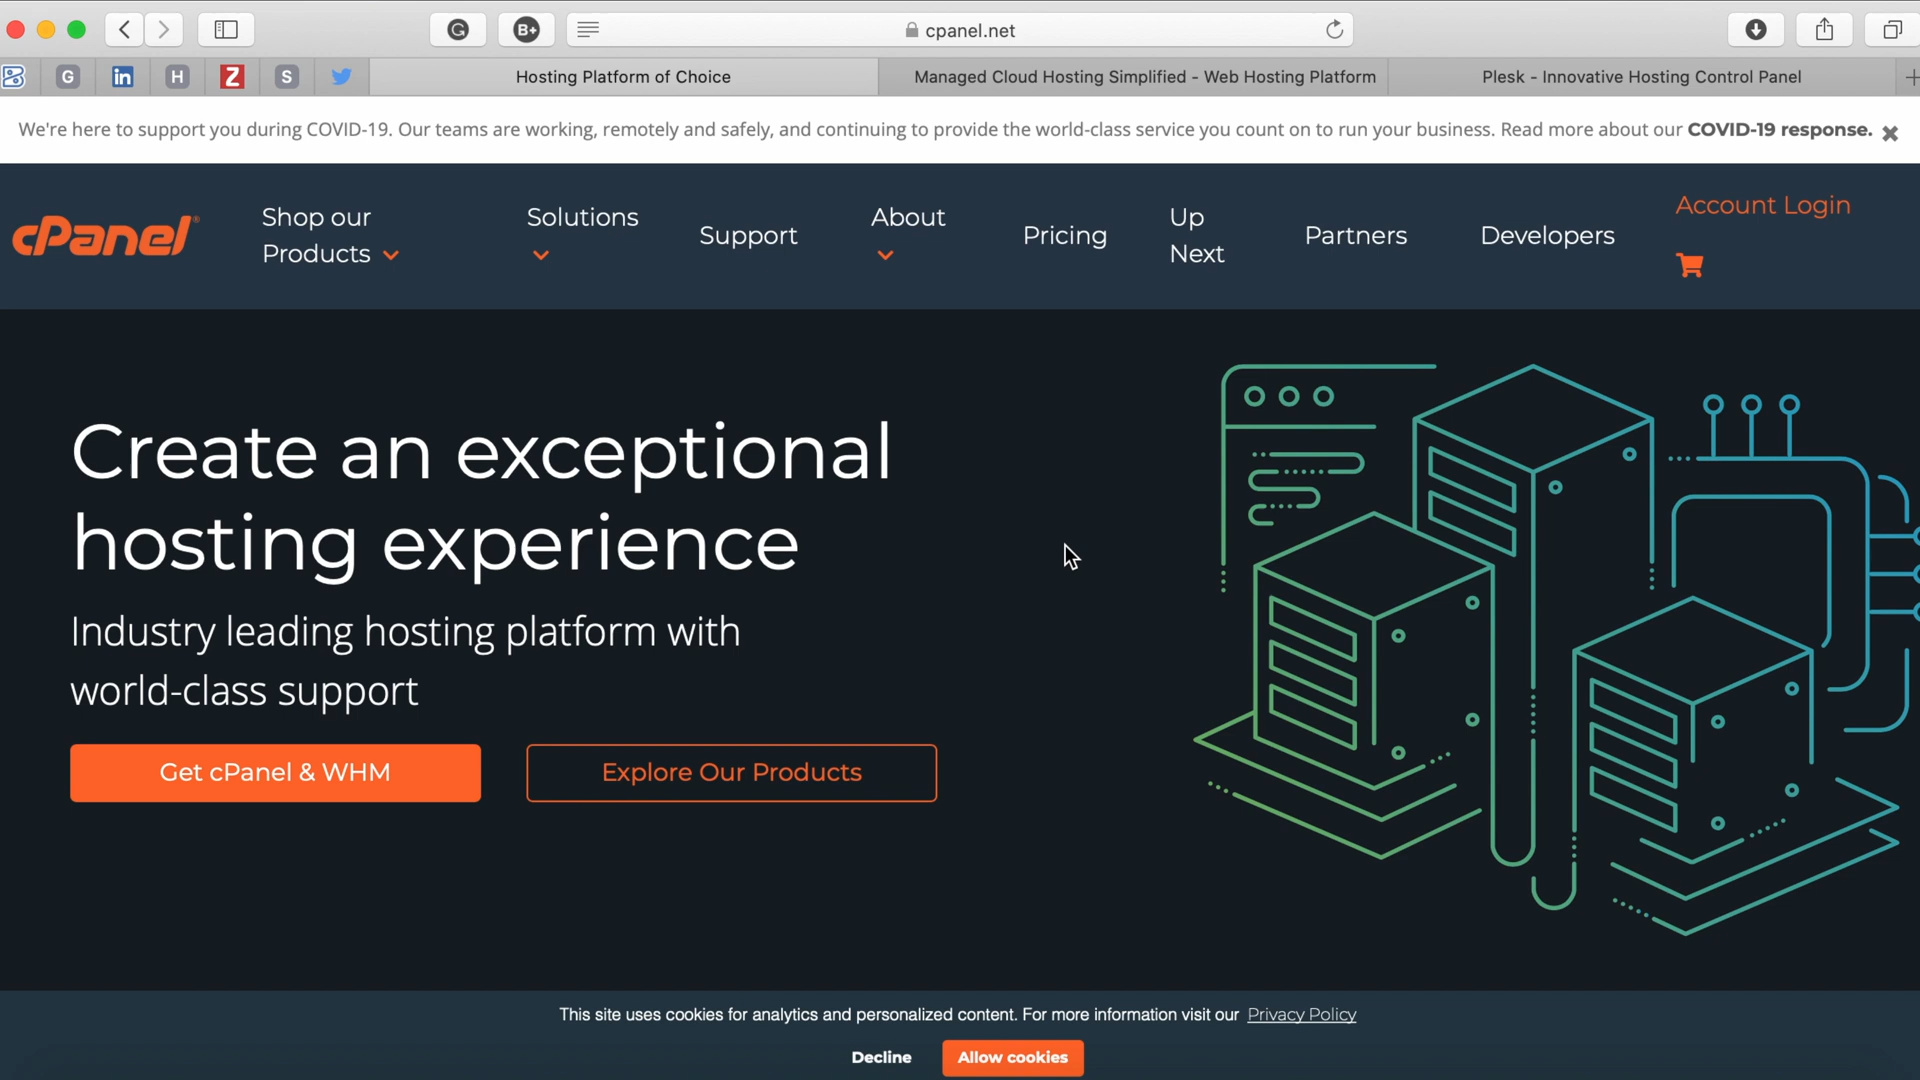 B+
cpanel.net
G
in
H
Z
S
Hosting Platform of Choice
Managed Cloud Hosting Simplified - Web Hosting Platform
Plesk - Innovative Hosting Control Panel
We're here to support you during COVID-19. Our teams are working, remotely and safely, and continuing to provide the world-class service you count on to run your business. Read more about our COVID-19 response.
cPanel®
Shop our
Products
Solutions
Support
About
Pricing
Up
Next
Partners
Developers
Account Login
Create an exceptional
hosting experience
Industry leading hosting platform with
world-class support
Get cPanel & WHM
Explore Our Products
This site uses cookies for analytics and personalized content. For more information visit our Privacy Policy
Decline
Allow cookies